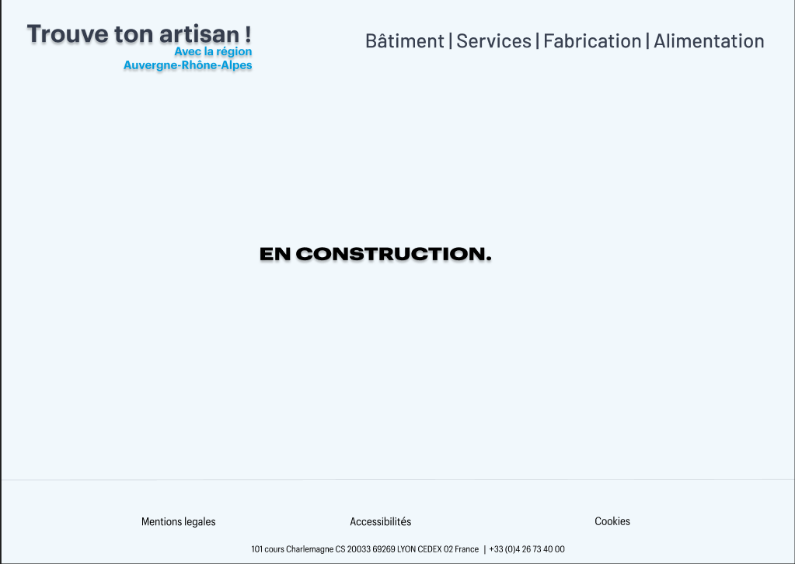 Trouve ton artisan !
Avec la région
Auvergne-Rhône-Alpes
Bâtiment | Services | Fabrication | Alimentation
EN CONSTRUCTION.
Mentions legales
Accessibilités
Cookies
101 cours Charlemagne CS 20033 69269 LYON CEDEX 02 France | +33 (0)4 26 73 40 00